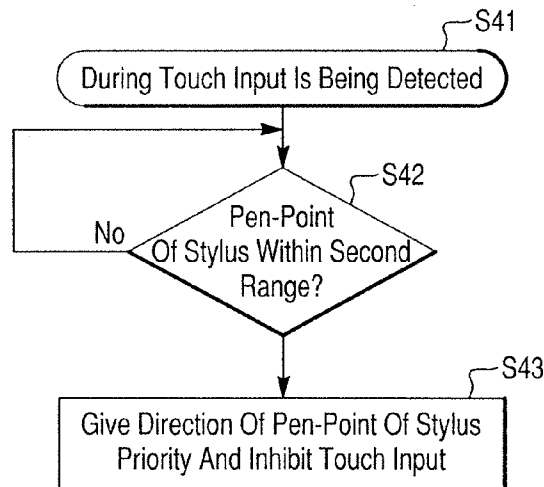 S41
During Touch Input Is Being Detected
S42
Pen-Point
Of Stylus Within Second
Range?
No
S43
Give Direction Of Pen-Point Of Stylus
Priority And Inhibit Touch Input